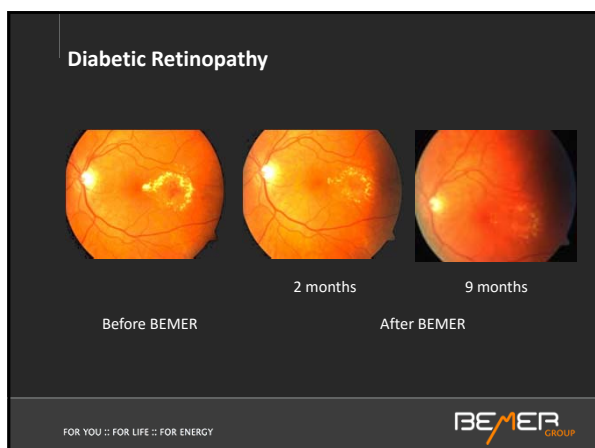 Diabetic Retinopathy
2 months
9 months
Before BEMER
After BEMER
FOR YOU :: FOR LIFE :: FOR ENERGY
BEMER
GROUP